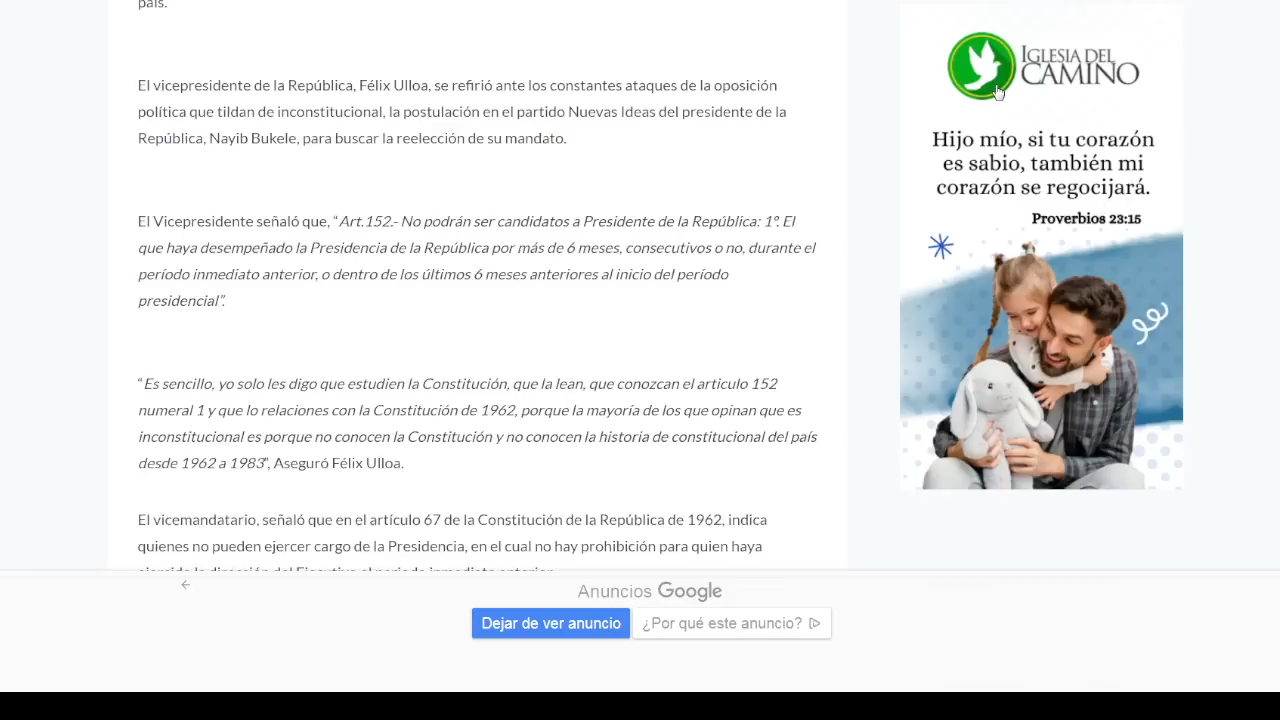 país.
El vicepresidente de la República, Félix Ulloa, se refirió ante los constantes ataques de la oposición
política que tildan de inconstitucional, la postulación en el partido Nuevas Ideas del presidente de la
República, Nayib Bukele, para buscar la reelección de su mandato.
El Vicepresidente señaló que, “Art.152.- No podrán ser candidatos a Presidente de la República: 1º. El
que haya desempeñado la Presidencia de la República por más de 6 meses, consecutivos o no, durante el
período inmediato anterior, o dentro de los últimos 6 meses anteriores al inicio del período
presidencial”.
“Es sencillo, yo solo les digo que estudien la Constitución, que la lean, que conozcan el articulo 152
numeral 1 y que lo relaciones con la Constitución de 1962, porque la mayoría de los que opinan que es
inconstitucional es porque no conocen la Constitución y no conocen la historia de constitucional del país
desde 1962 a 1983”, Aseguró Félix Ulloa.
El vicemandatario, señaló que en el artículo 67 de la Constitución de la República de 1962, indica
quienes no pueden ejercer cargo de la Presidencia, en el cual no hay prohibición para quien haya
ejercido la dirección del Ejecutivo el periodo inmediato anterior.
IGLESIA DEL
CAMINO
Hijo mío, si tu corazón
es sabio, también mi
corazón se regocijará.
Proverbios 23:15
Anuncios Google
Dejar de ver anuncio
¿Por qué este anuncio?